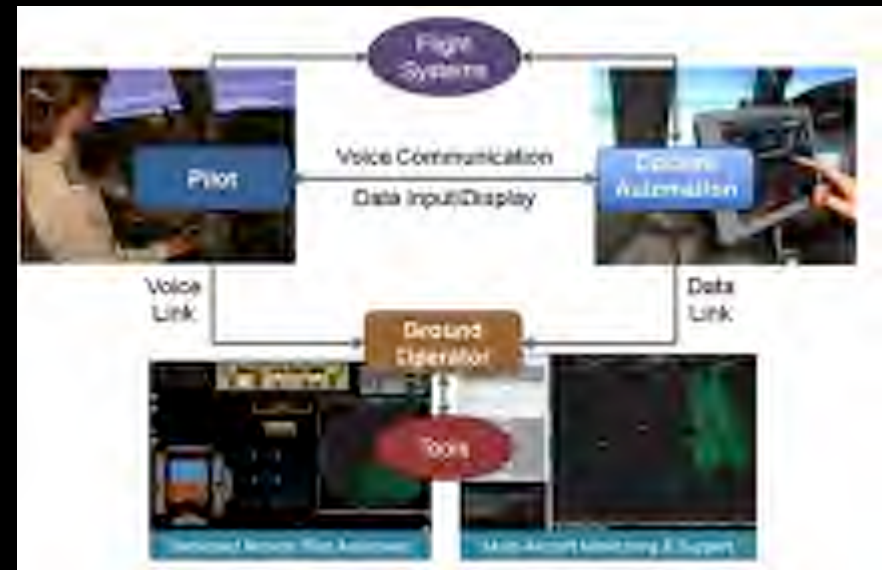 Flight
Systems
Pilot
Voice Communication
Data Input/Display
Automation
Voice
Link
Data
Link
Ground
Operator
Tools
Dedicated Remote Pilot Assistance
Multi-Aircraft Monitoring & Support